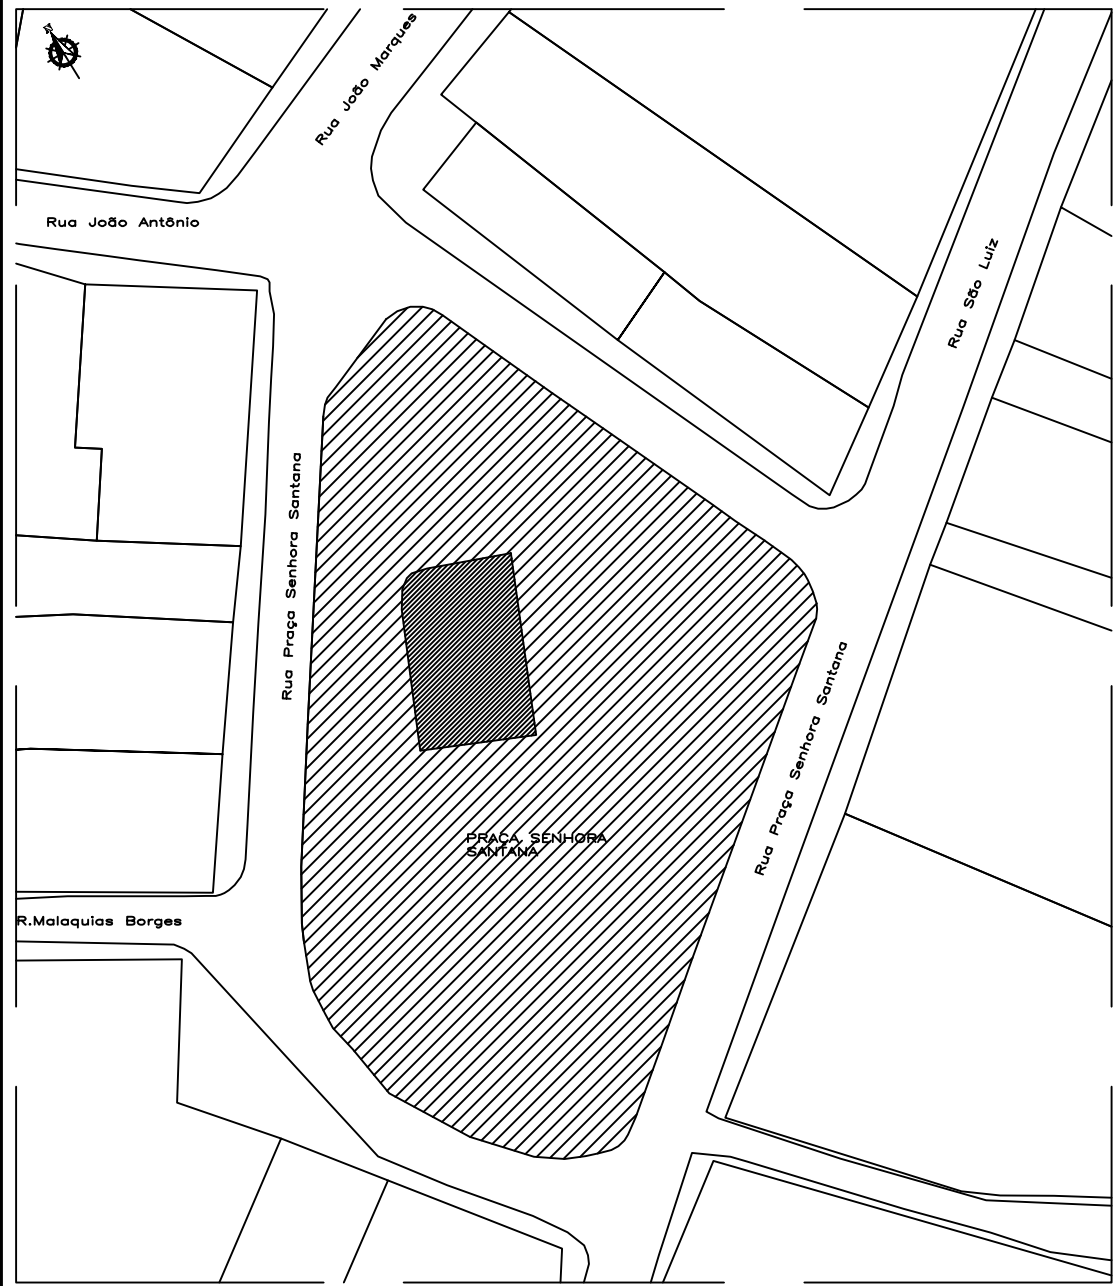 Rua João Marques
Rua João Antônio
Rua São Luiz
Rua Praça Senhora Santana
Rua Praça Senhora Santana
PRAÇA SENHORA
SANTANA
R.Malaquias Borges